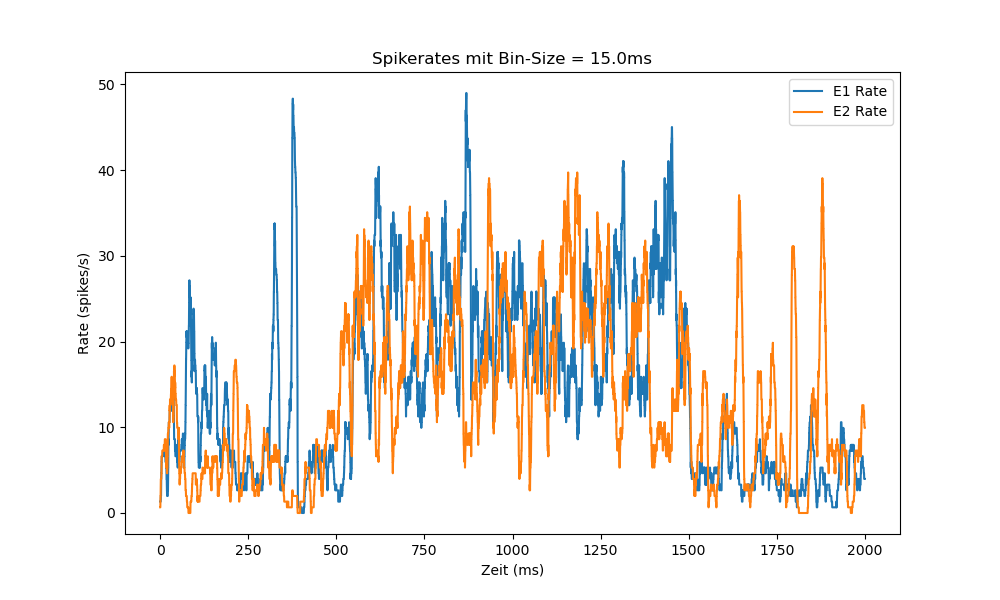 Spikerates mit Bin-Size = 15.0ms
E1 Rate
E2 Rate
50
40
30
20
10
0
Rate (spikes/s)
0 250 500 750 1000 1250 1500 1750 2000
Zeit (ms)